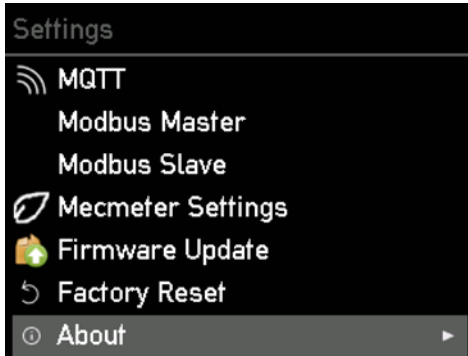 Settings
MQTT
Modbus Master
Modbus Slave
Mecmeter Settings
Firmware Update
Factory Reset
About